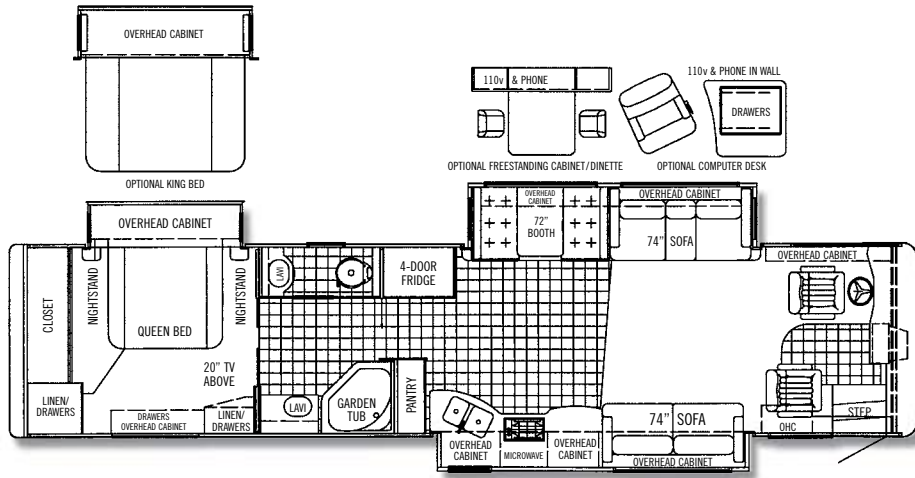 OVERHEAD CABINET
OPTIONAL KING BED
110v & PHONE
OPTIONAL FREESTANDING CABINET/DINETTE
110v & PHONE IN WALL
DRAWERS
OPTIONAL COMPUTER DESK
OVERHEAD CABINET
NIGHTSTAND
QUEEN BED
NIGHTSTAND
CLOSET
LINEN/
DRAWERS
20" TV
ABOVE
DRAWERS
OVERHEAD CABINET
LINEN/
DRAWERS
LAVI
4-DOOR
FRIDGE
LAVI
GARDEN
TUB
PANTRY
OVERHEAD
CABINET
72"
BOOTH
OVERHEAD CABINET
74" SOFA
OVERHEAD CABINET
OVERHEAD
CABINET
MICROWAVE
OVERHEAD
CABINET
74" SOFA
OVERHEAD CABINET
OHC
STEP